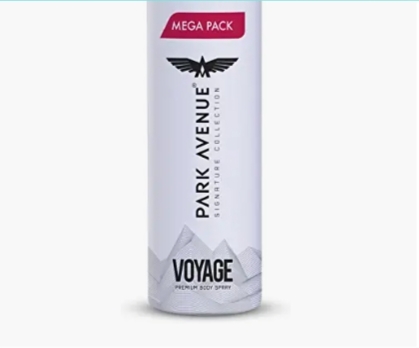 MEGA PACK
PARK AVENUE®
SIGNATURE COLLECTION
VOYAGE
PREMIUM BODY SPRAY